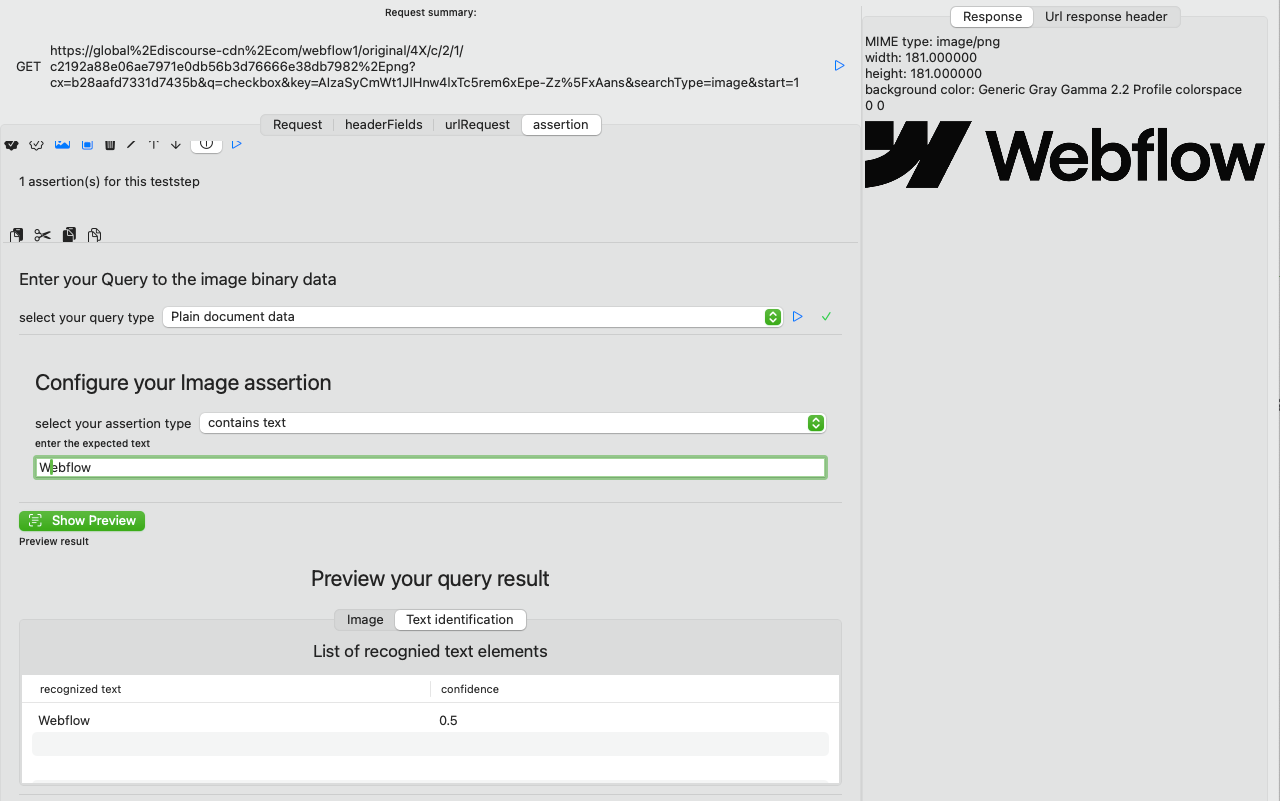 Request summary:
GET
https://global%2Ediscourse-cdn%2Ecom/webflow1/original/4X/c/2/1/
c2192a88e06ae7971e0db56b3d76666e38db7982%2Epng?
cx=b28aafd7331d7435b&q=checkbox&key=AIzaSyCmWt1JIHnw4IxTc5rem6xEpe-Zz%5FxAans&searchType=image&start=1
Request
headerFields
urlRequest
assertion
1 assertion(s) for this teststep
Enter your Query to the image binary data
select your query type
Plain document data
Configure your Image assertion
select your assertion type
contains text
enter the expected text
Webflow
Show Preview
Preview result
Preview your query result
Image
Text identification
List of recognied text elements
recognized text
confidence
Webflow
0.5
Response
Url response header
MIME type: image/png
width: 181.000000
height: 181.000000
background color: Generic Gray Gamma 2.2 Profile colorspace
0 0
Webflow